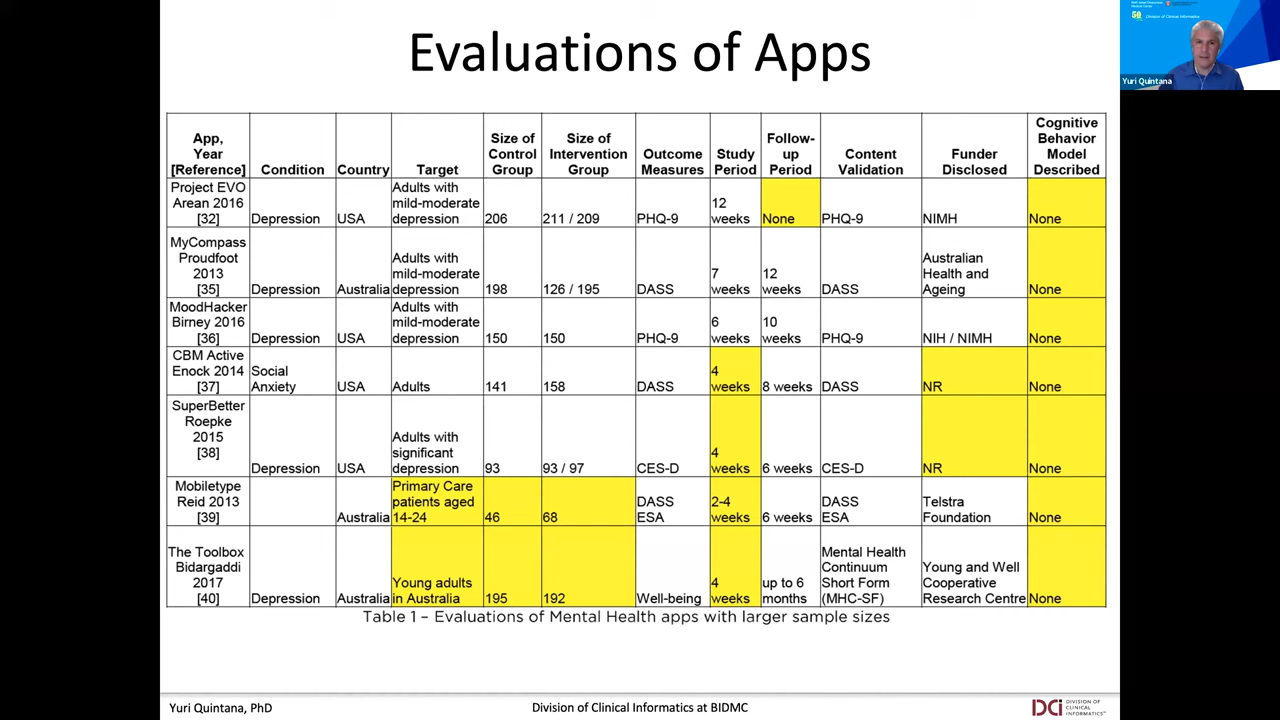 Evaluations of Apps
App,
Year
[Reference]
Condition
Country
Target
Size of
Control
Group
Size of
Intervention
Group
Outcome
Measures
Study
Period
Follow-
up
Period
Content
Validation
Funder
Disclosed
Cognitive
Behavior
Model
Described
Project EVO
Arean 2016
[32]
Depression
USA
Adults with
mild-moderate
depression
206
211 / 209
PHQ-9
12
weeks
None
PHQ-9
NIMH
None
MyCompass
Proudfoot
2013
[35]
Depression
Australia
Adults with
mild-moderate
depression
198
126 / 195
DASS
7
weeks
12
weeks
DASS
Australian
Health and
Ageing
None
MoodHacker
Birney 2016
[36]
Depression
USA
Adults with
mild-moderate
depression
150
150
PHQ-9
6
weeks
10
weeks
PHQ-9
NIH / NIMH
None
CBM Active
Enock 2014
[37]
Social
Anxiety
USA
Adults
141
158
DASS
4
weeks
8 weeks
DASS
NR
None
SuperBetter
Roepke
2015
[38]
Depression
USA
Adults with
significant
depression
93
93 / 97
CES-D
4
weeks
6 weeks
CES-D
NR
None
Mobiletype
Reid 2013
[39]
Australia
Primary Care
patients aged
14-24
46
68
DASS
ESA
2-4
weeks
6 weeks
DASS
ESA
Telstra
Foundation
None
The Toolbox
Bidargaddi
2017
[40]
Depression
Australia
Young adults
in Australia
195
192
Well-being
4
weeks
up to 6
months
Mental Health
Continuum
Short Form
(MHC-SF)
Young and Well
Cooperative
Research Centre
None
Table 1 – Evaluations of Mental Health apps with larger sample sizes
Yuri Quintana, PhD
Division of Clinical Informatics at BIDMC
DCI
DIVISION OF
CLINICAL
INFORMATICS
50
Division of Clinical Informatics
Yuri Quintana